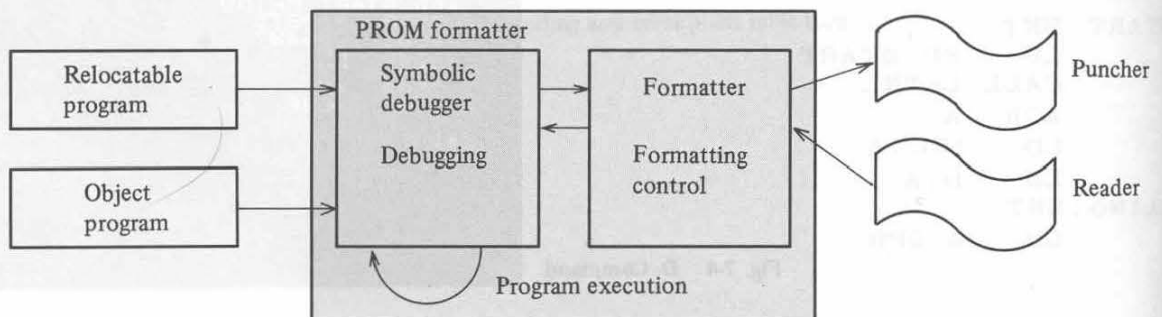 PROM formatter
Relocatable
program
Symbolic
debugger
Debugging
Formatter
Formatting
control
Puncher
Object
program
Reader
Program execution